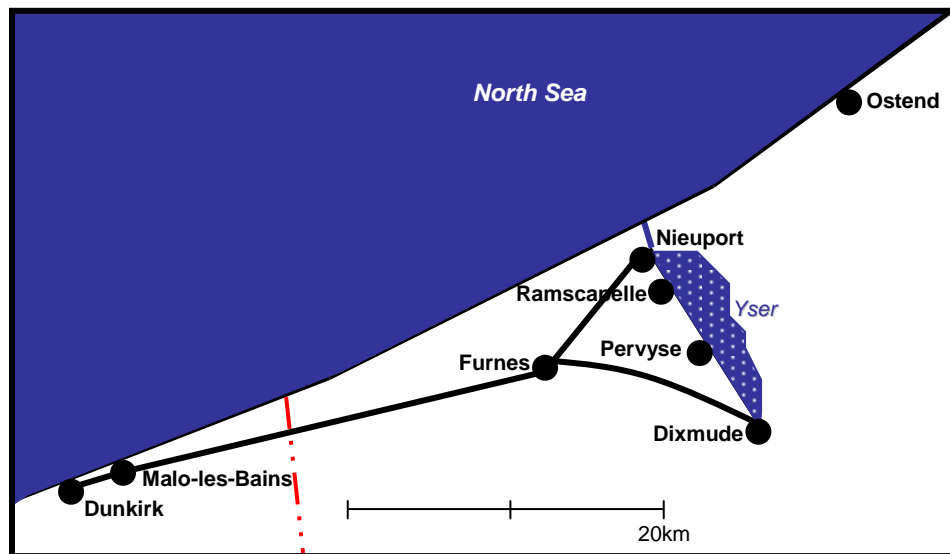 North Sea
Ostend
Nieuport
Ramscapelle
Yser
Pervyse
Furnes
Dixmude
Malo-les-Bains
Dunkirk
20km